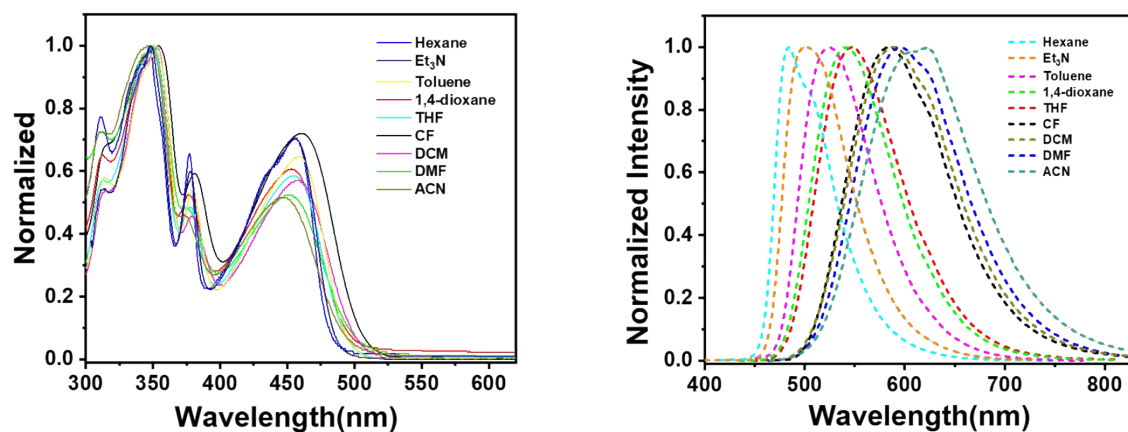 1.0
0.8
0.6
0.4
0.2
0.0
Normalized
300
350
400
450
500
550
600
Wavelength(nm)
Hexane
Et₃N
Toluene
1,4-dioxane
THF
CF
DCM
DMF
ACN
1.0
0.8
0.6
0.4
0.2
0.0
Normalized Intensity
400
500
600
700
800
Wavelength(nm)
Hexane
Et₃N
Toluene
1,4-dioxane
THF
CF
DCM
DMF
ACN